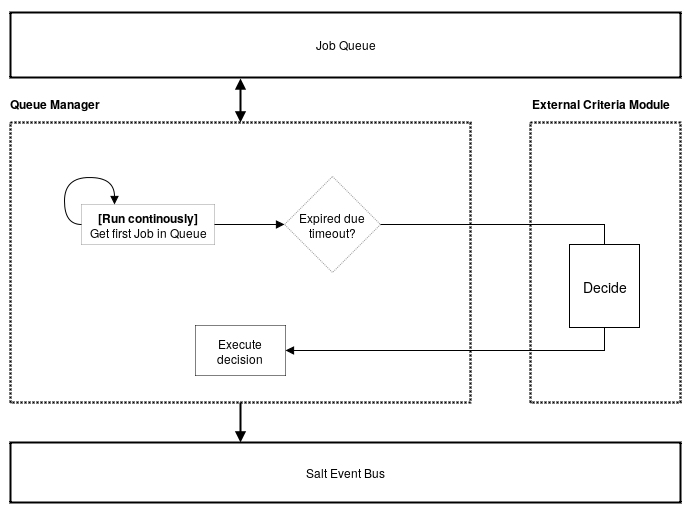 Job Queue
Queue Manager
External Criteria Module
[Run continously]
Get first Job in Queue
Expired due
timeout?
Decide
Execute
decision
Salt Event Bus